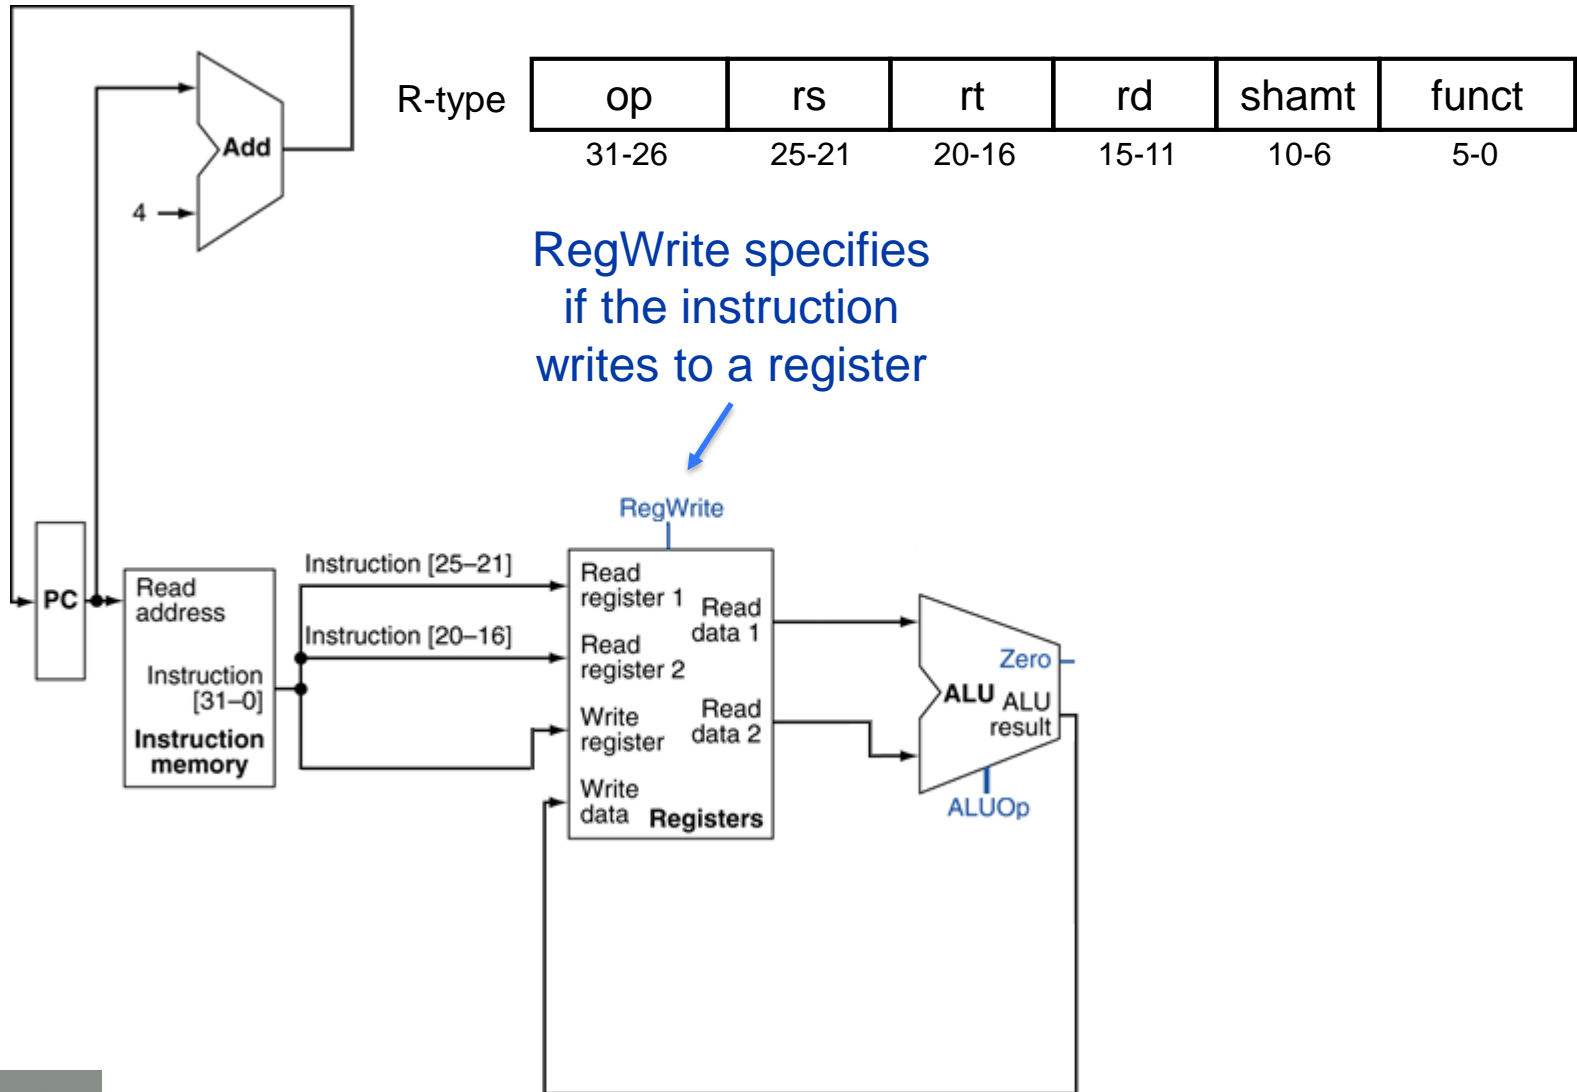 R-type
op rs rt rd shamt funct
31-26 25-21 20-16 15-11 10-6 5-0
Add
4
RegWrite specifies
if the instruction
writes to a register
RegWrite
PC
Read
address
Instruction
[31–0]
Instruction
memory
Instruction [25–21]
Instruction [20–16]
Read
register 1
Read
register 2
Write
register
Write
data
Read
data 1
Read
data 2
Registers
Zero
ALU
ALU
result
ALUOp